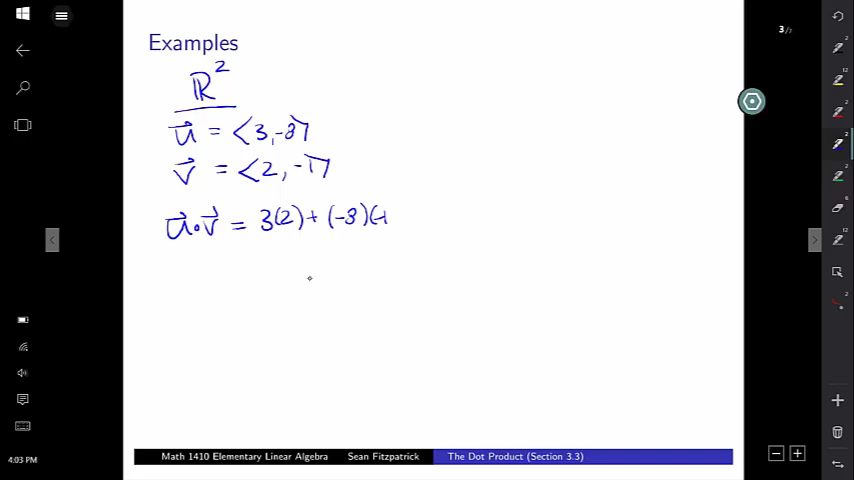 3/7
Examples
ℝ²
u⃗ = <3, -8>
v⃗ = <2, -1>
u⃗·v⃗ = 3(2) + (-8)(-1
4:03 PM
Math 1410 Elementary Linear Algebra Sean Fitzpatrick The Dot Product (Section 3.3)